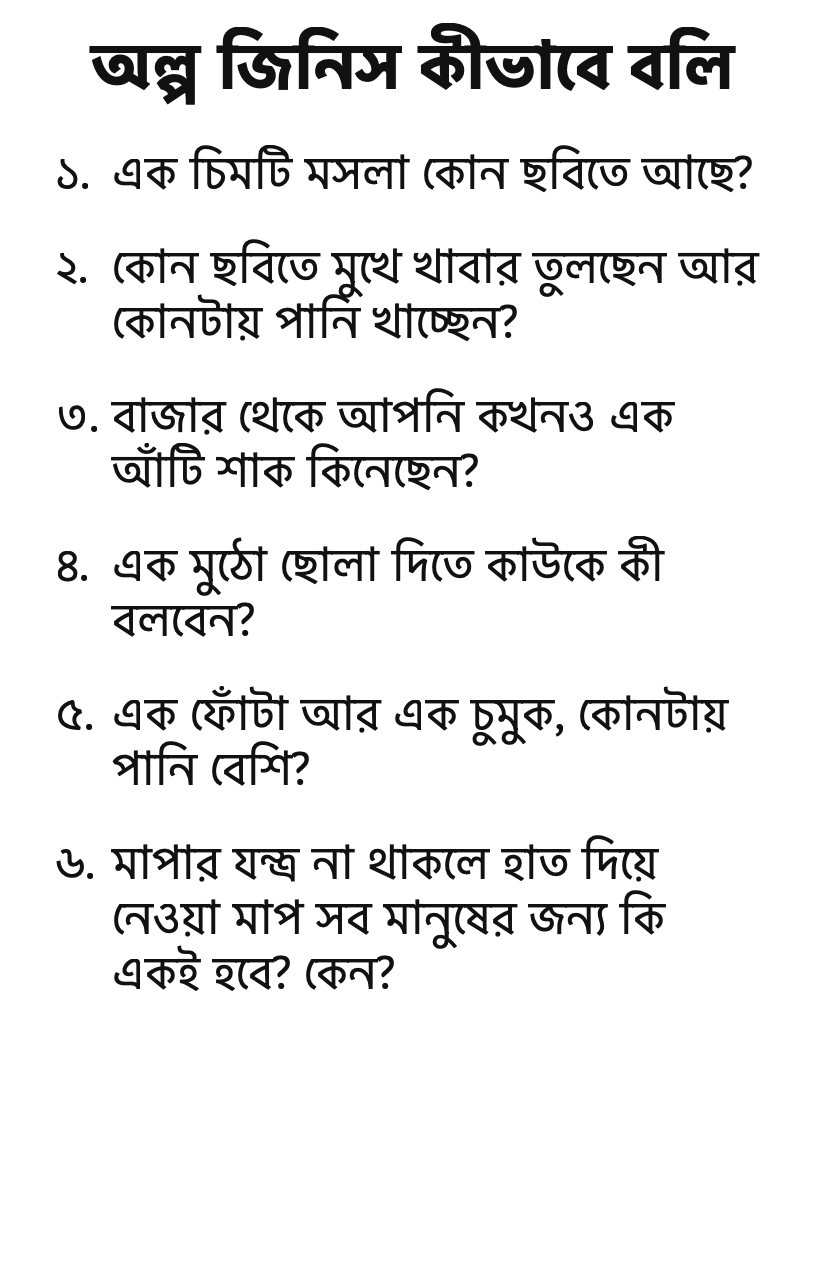 অল্প জিনিস কীভাবে বলি
১. এক চিমটি মসলা কোন ছবিতে আছে?
২. কোন ছবিতে মুখে খাবার তুলছেন আর
কোনটায় পানি খাচ্ছেন?
৩. বাজার থেকে আপনি কখনও এক
আঁটি শাক কিনেছেন?
৪. এক মুঠো ছোলা দিতে কাউকে কী
বলবেন?
৫. এক ফোঁটা আর এক চুমুক, কোনটায়
পানি বেশি?
৬. মাপার যন্ত্র না থাকলে হাত দিয়ে
নেওয়া মাপ সব মানুষের জন্য কি
একই হবে? কেন?